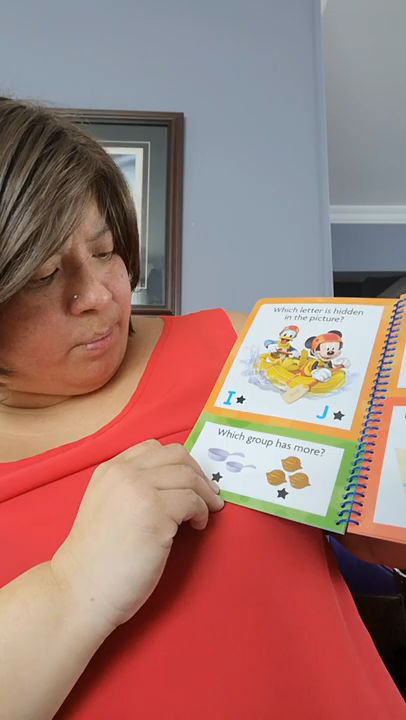 Which letter is hidden
in the picture?
I J
Which group has more?